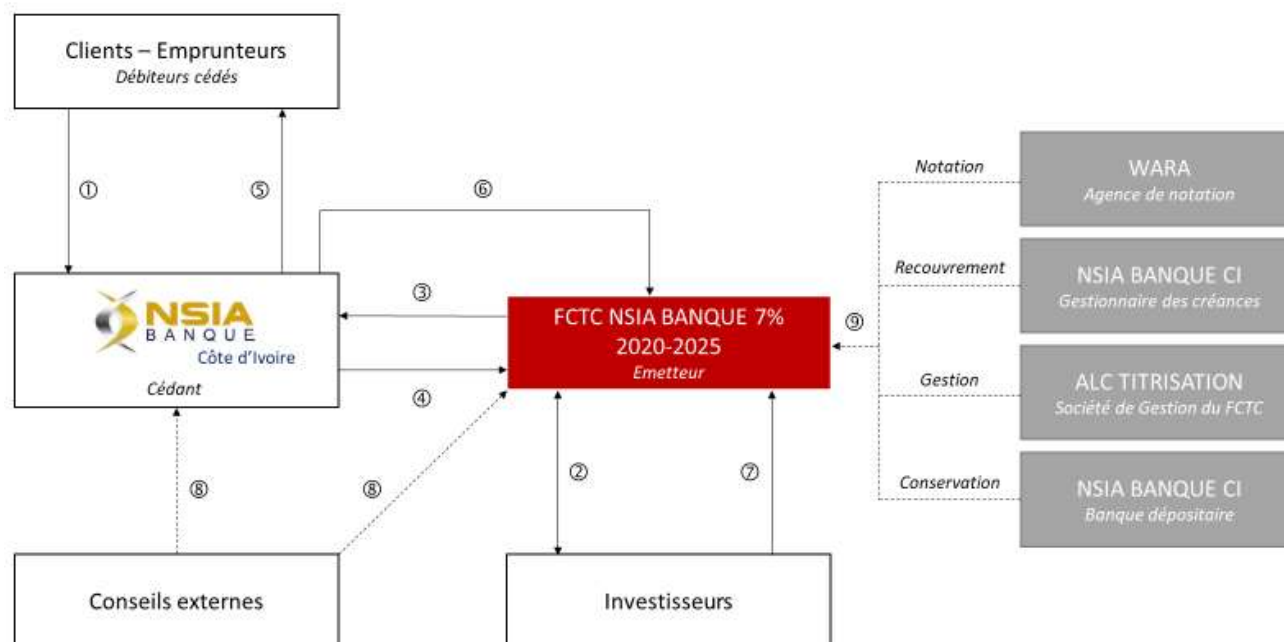 Clients – Emprunteurs
Débiteurs cédés
①
⑤
⑥
NSIA
BANQUE
Côte d'Ivoire
Cédant
③
④
FCTC NSIA BANQUE 7%
2020-2025
Emetteur
⑨
Notation
WARA
Agence de notation
Recouvrement
NSIA BANQUE CI
Gestionnaire des créances
Gestion
ALC TITRISATION
Société de Gestion du FCTC
Conservation
NSIA BANQUE CI
Banque dépositaire
⑧
⑧
②
⑦
Conseils externes
Investisseurs